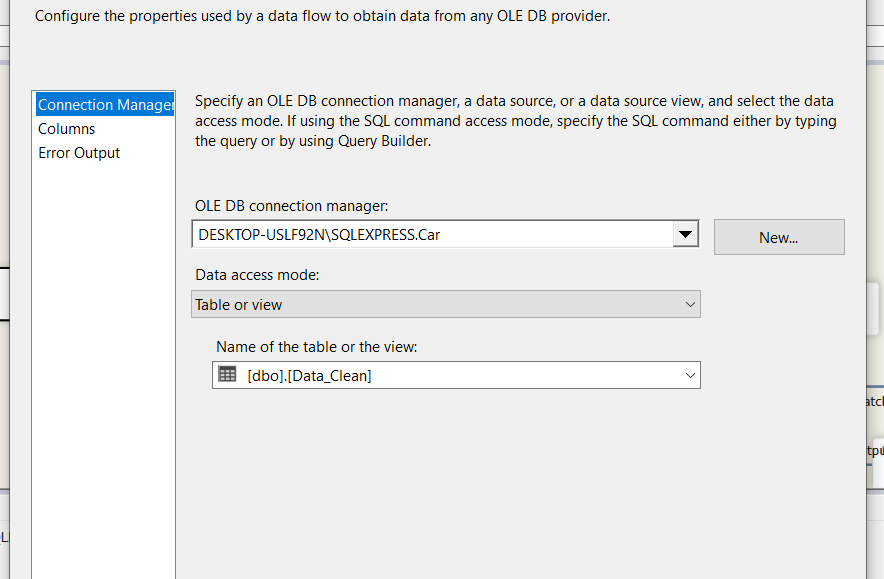 Configure the properties used by a data flow to obtain data from any OLE DB provider.
Connection Manager
Columns
Error Output
Specify an OLE DB connection manager, a data source, or a data source view, and select the data
access mode. If using the SQL command access mode, specify the SQL command either by typing
the query or by using Query Builder.
OLE DB connection manager:
DESKTOP-USLF92N\SQLEXPRESS.Car
New...
Data access mode:
Table or view
Name of the table or the view:
[dbo].[Data_Clean]